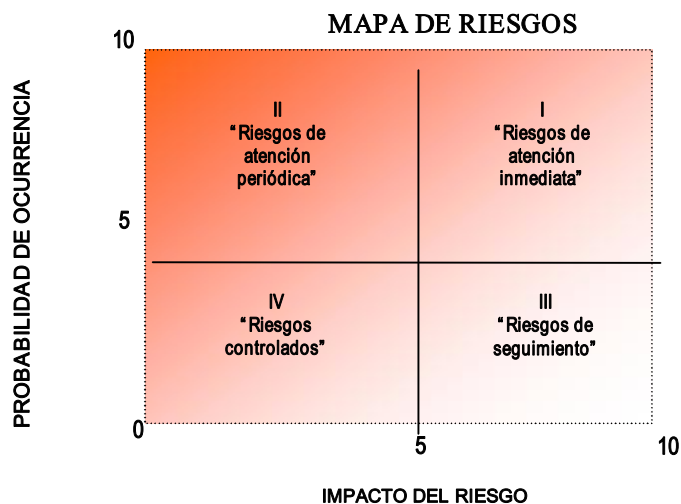 MAPA DE RIESGOS
10
PROBABILIDAD DE OCURRENCIA
II
“Riesgos de
atención
periódica”
I
“Riesgos de
atención
inmediata”
5
IV
“Riesgos
controlados”
III
“Riesgos de
seguimiento”
0
5
10
IMPACTO DEL RIESGO